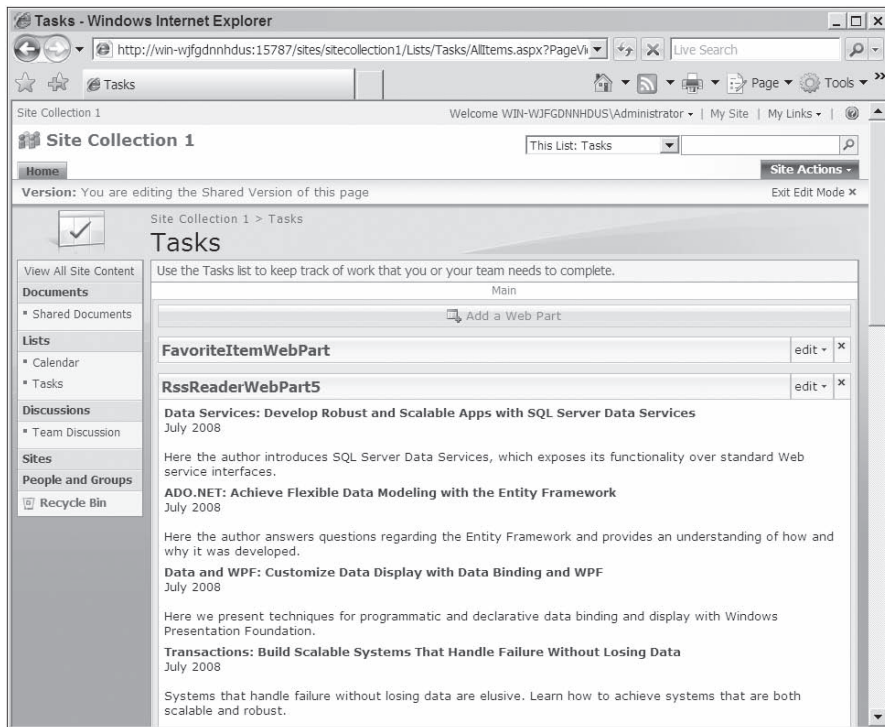 Tasks - Windows Internet Explorer
http://win-wjfgdnnhdus:15787/sites/sitecollection1/Lists/Tasks/AllItems.aspx?PageVi
Live Search
Tasks
Page
Tools
Site Collection 1
Welcome WIN-WJFGDNNHDUS\Administrator | My Site | My Links |
Site Collection 1
This List: Tasks
Home
Site Actions
Version: You are editing the Shared Version of this page
Exit Edit Mode ×
Site Collection 1 > Tasks
Tasks
View All Site Content
Documents
Shared Documents
Lists
Calendar
Tasks
Discussions
Team Discussion
Sites
People and Groups
Recycle Bin
Use the Tasks list to keep track of work that you or your team needs to complete.
Main
Add a Web Part
FavoriteItemWebPart
edit
RssReaderWebPart5
edit
Data Services: Develop Robust and Scalable Apps with SQL Server Data Services
July 2008
Here the author introduces SQL Server Data Services, which exposes its functionality over standard Web
service interfaces.
ADO.NET: Achieve Flexible Data Modeling with the Entity Framework
July 2008
Here the author answers questions regarding the Entity Framework and provides an understanding of how and
why it was developed.
Data and WPF: Customize Data Display with Data Binding and WPF
July 2008
Here we present techniques for programmatic and declarative data binding and display with Windows
Presentation Foundation.
Transactions: Build Scalable Systems That Handle Failure Without Losing Data
July 2008
Systems that handle failure without losing data are elusive. Learn how to achieve systems that are both
scalable and robust.